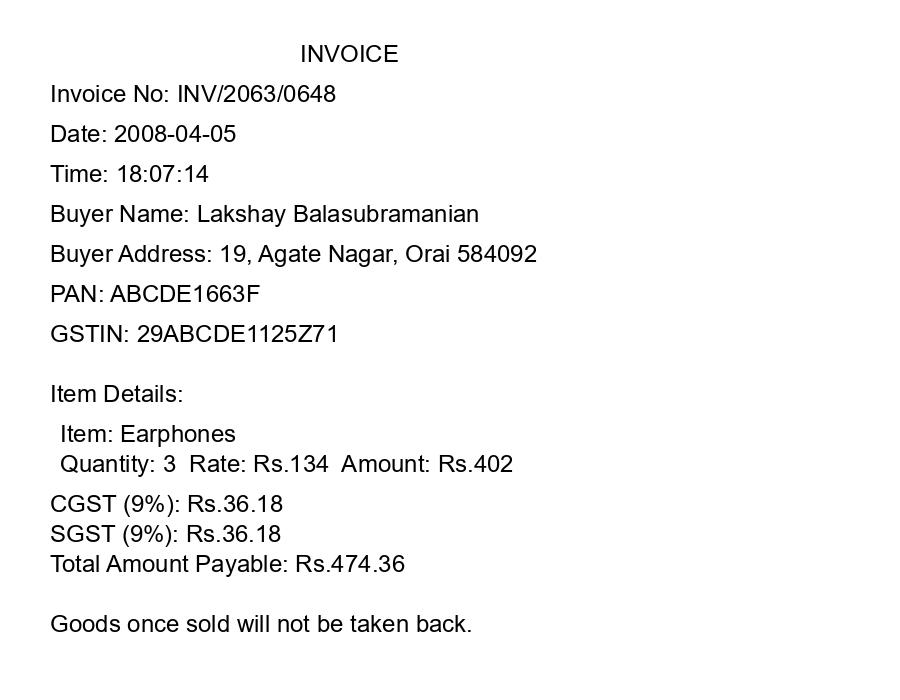 INVOICE
Invoice No: INV/2063/0648
Date: 2008-04-05
Time: 18:07:14
Buyer Name: Lakshay Balasubramanian
Buyer Address: 19, Agate Nagar, Orai 584092
PAN: ABCDE1663F
GSTIN: 29ABCDE1125Z71
Item Details:
Item: Earphones
Quantity: 3  Rate: Rs.134  Amount: Rs.402
CGST (9%): Rs.36.18
SGST (9%): Rs.36.18
Total Amount Payable: Rs.474.36
Goods once sold will not be taken back.